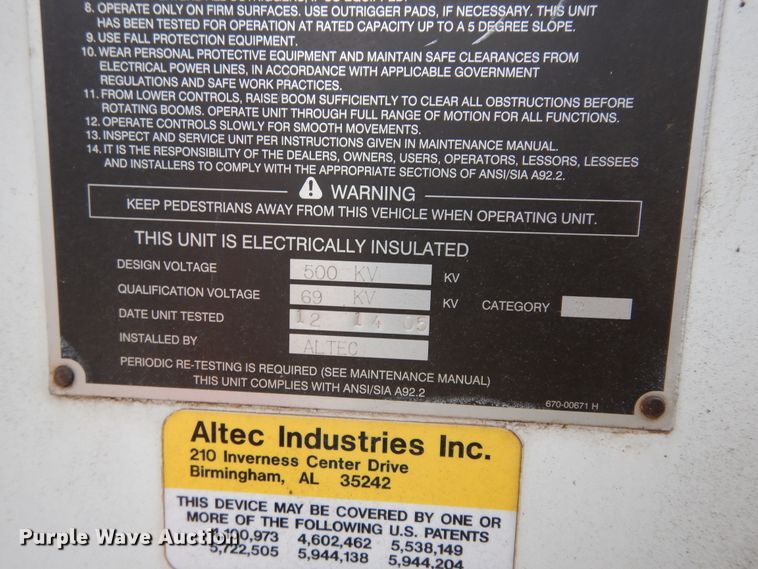 8. OPERATE ONLY ON FIRM SURFACES. USE OUTRIGGER PADS, IF NECESSARY. THIS UNIT
HAS BEEN TESTED FOR OPERATION AT RATED CAPACITY UP TO A 5 DEGREE SLOPE.
9. USE FALL PROTECTION EQUIPMENT.
10. WEAR PERSONAL PROTECTIVE EQUIPMENT AND MAINTAIN SAFE CLEARANCES FROM
ELECTRICAL POWER LINES, IN ACCORDANCE WITH APPLICABLE GOVERNMENT
REGULATIONS AND SAFE WORK PRACTICES.
11. FROM LOWER CONTROLS, RAISE BOOM SUFFICIENTLY TO CLEAR ALL OBSTRUCTIONS BEFORE
ROTATING BOOMS. OPERATE UNIT THROUGH FULL RANGE OF MOTION FOR ALL FUNCTIONS.
12. OPERATE CONTROLS SLOWLY FOR SMOOTH MOVEMENTS.
13. INSPECT AND SERVICE UNIT PER INSTRUCTIONS GIVEN IN MAINTENANCE MANUAL.
14. IT IS THE RESPONSIBILITY OF THE DEALERS, OWNERS, USERS, OPERATORS, LESSORS, LESSEES
AND INSTALLERS TO COMPLY WITH THE APPROPRIATE SECTIONS OF ANSI/SIA A92.2.
WARNING
KEEP PEDESTRIANS AWAY FROM THIS VEHICLE WHEN OPERATING UNIT.
THIS UNIT IS ELECTRICALLY INSULATED
DESIGN VOLTAGE 500 KV KV
QUALIFICATION VOLTAGE 69 KV KV CATEGORY
DATE UNIT TESTED 12 14 05
INSTALLED BY ALTEC
PERIODIC RE-TESTING IS REQUIRED (SEE MAINTENANCE MANUAL)
THIS UNIT COMPLIES WITH ANSI/SIA A92.2
670-00671 H
Altec Industries Inc.
210 Inverness Center Drive
Birmingham, AL 35242
THIS DEVICE MAY BE COVERED BY ONE OR
MORE OF THE FOLLOWING U.S. PATENTS
4,602,462 5,538,149
5,722,505 5,944,138 5,944,204
Purple Wave Auction